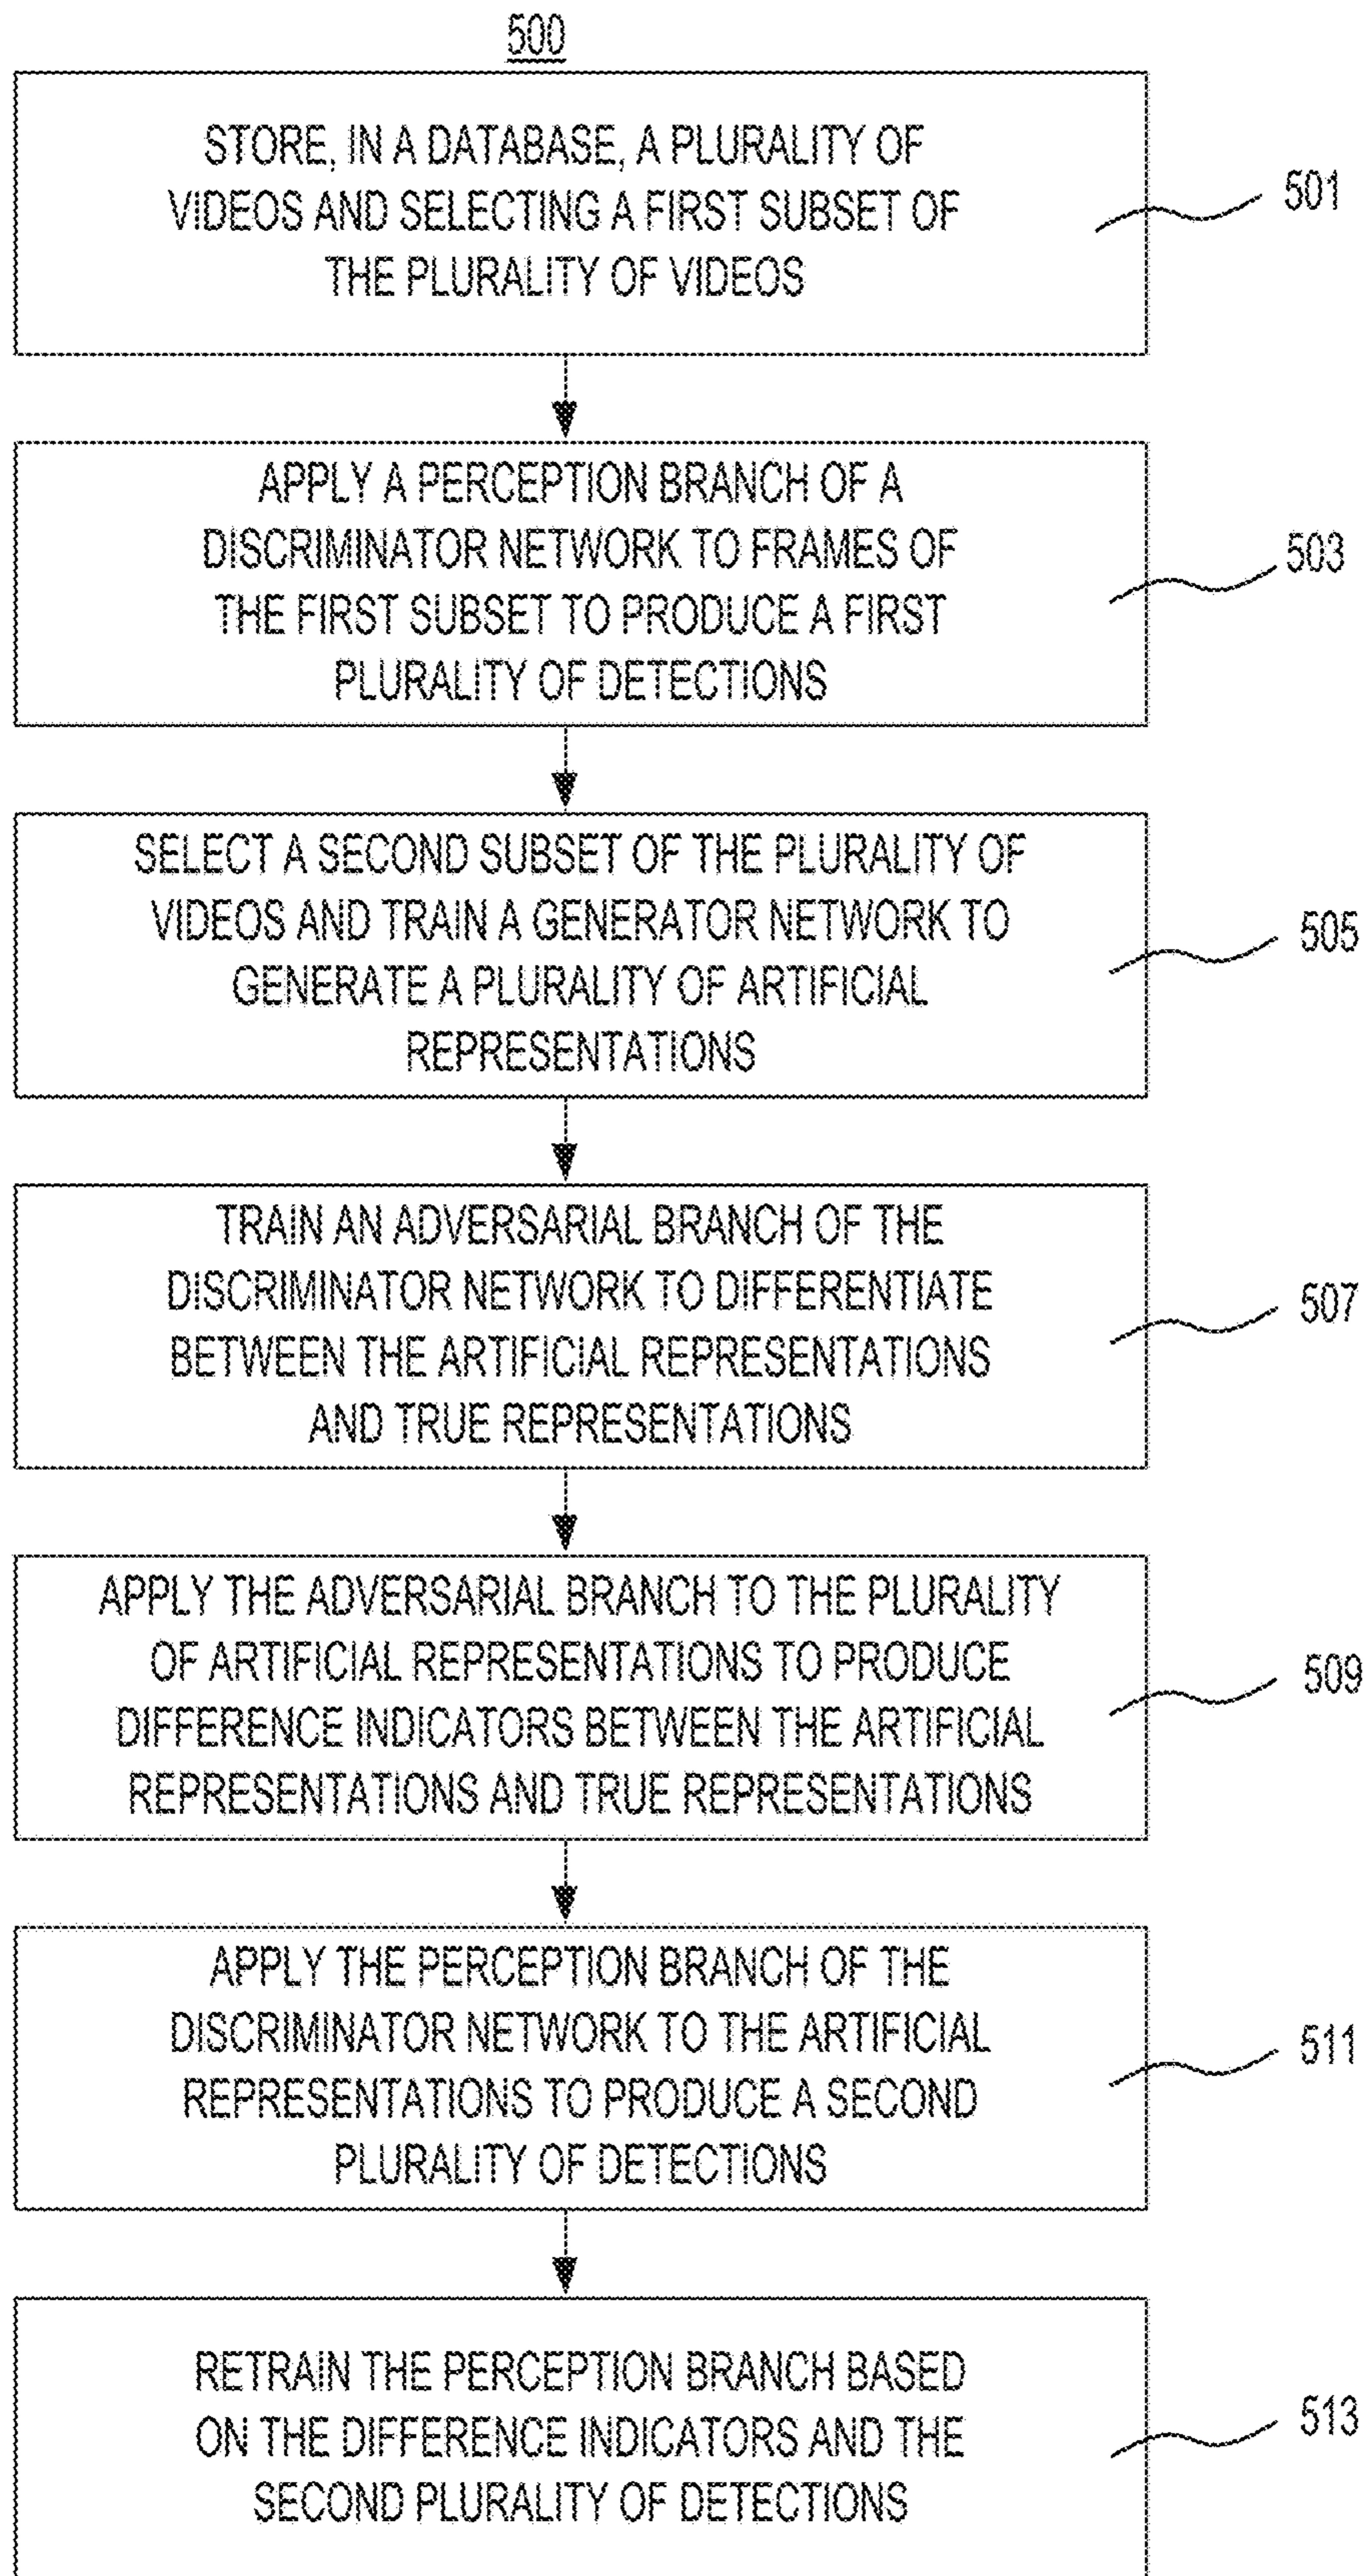 500
STORE, IN A DATABASE, A PLURALITY OF
VIDEOS AND SELECTING A FIRST SUBSET OF
THE PLURALITY OF VIDEOS
501
APPLY A PERCEPTION BRANCH OF A
DISCRIMINATOR NETWORK TO FRAMES OF
THE FIRST SUBSET TO PRODUCE A FIRST
PLURALITY OF DETECTIONS
503
SELECT A SECOND SUBSET OF THE PLURALITY OF
VIDEOS AND TRAIN A GENERATOR NETWORK TO
GENERATE A PLURALITY OF ARTIFICIAL
REPRESENTATIONS
505
TRAIN AN ADVERSARIAL BRANCH OF THE
DISCRIMINATOR NETWORK TO DIFFERENTIATE
BETWEEN THE ARTIFICIAL REPRESENTATIONS
AND TRUE REPRESENTATIONS
507
APPLY THE ADVERSARIAL BRANCH TO THE PLURALITY
OF ARTIFICIAL REPRESENTATIONS TO PRODUCE
DIFFERENCE INDICATORS BETWEEN THE ARTIFICIAL
REPRESENTATIONS AND TRUE REPRESENTATIONS
509
APPLY THE PERCEPTION BRANCH OF THE
DISCRIMINATOR NETWORK TO THE ARTIFICIAL
REPRESENTATIONS TO PRODUCE A SECOND
PLURALITY OF DETECTIONS
511
RETRAIN THE PERCEPTION BRANCH BASED
ON THE DIFFERENCE INDICATORS AND THE
SECOND PLURALITY OF DETECTIONS
513